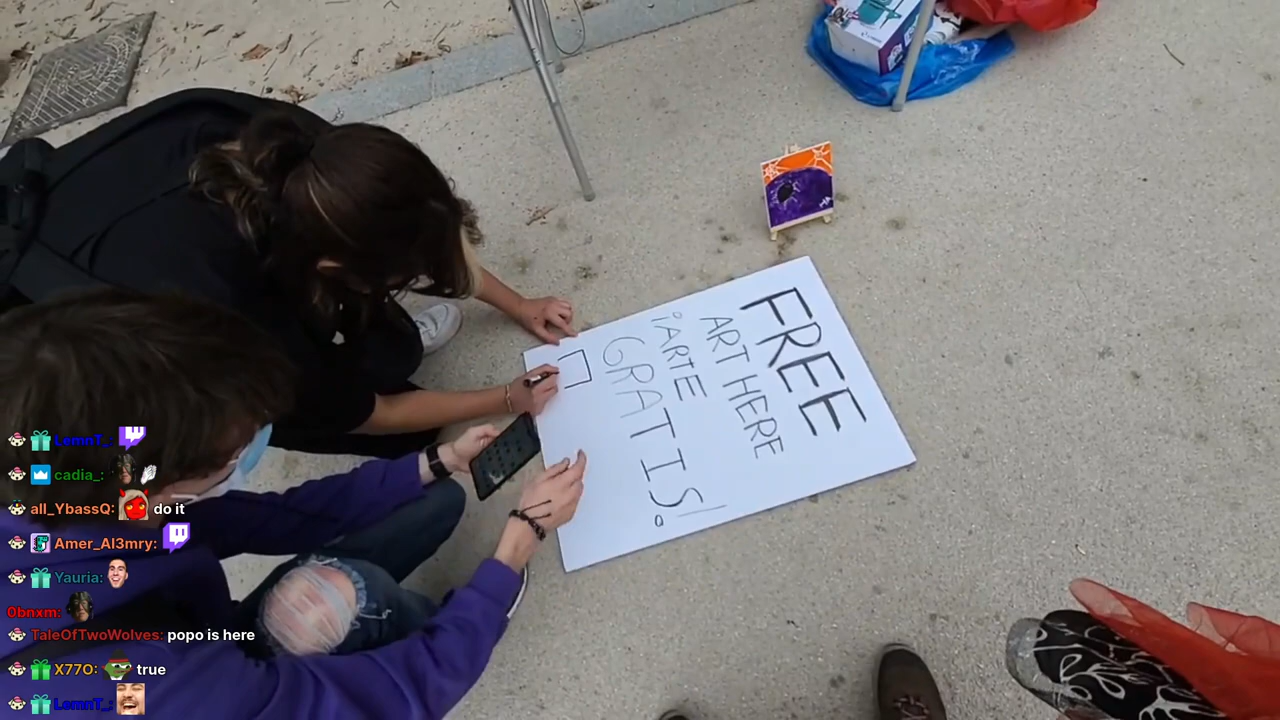 FREE
ART HERE
¡ARTE
GRATIS!
LemnT_:
cadia_:
all_YbassQ: do it
Amer_Al3mry:
Yauria:
0bnxm:
TaleOfTwoWolves: popo is here
X77O: true
LemnT_: